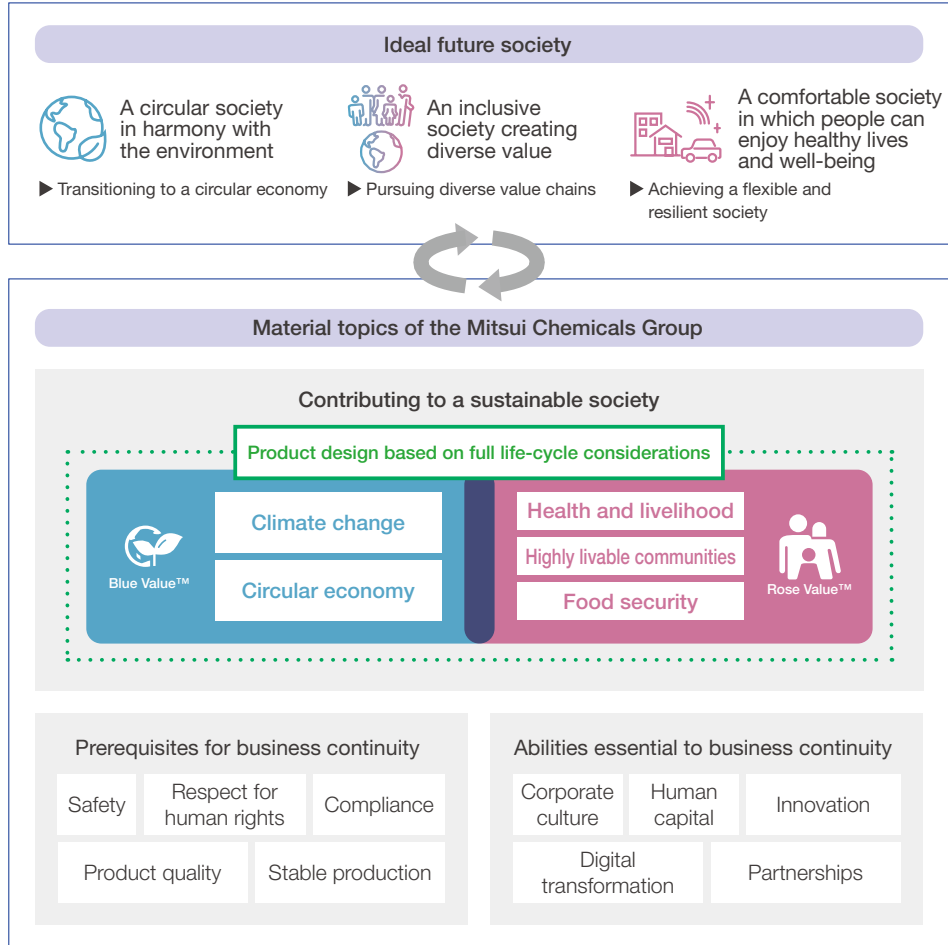 Ideal future society
A circular society
in harmony with
the environment
▶ Transitioning to a circular economy
An inclusive
society creating
diverse value
▶ Pursuing diverse value chains
A comfortable society
in which people can
enjoy healthy lives
and well-being
▶ Achieving a flexible and
resilient society
Material topics of the Mitsui Chemicals Group
Contributing to a sustainable society
Product design based on full life-cycle considerations
Blue Value™
Climate change
Circular economy
Health and livelihood
Highly livable communities
Food security
Rose Value™
Prerequisites for business continuity
Safety
Respect for
human rights
Compliance
Product quality
Stable production
Abilities essential to business continuity
Corporate
culture
Human
capital
Innovation
Digital
transformation
Partnerships